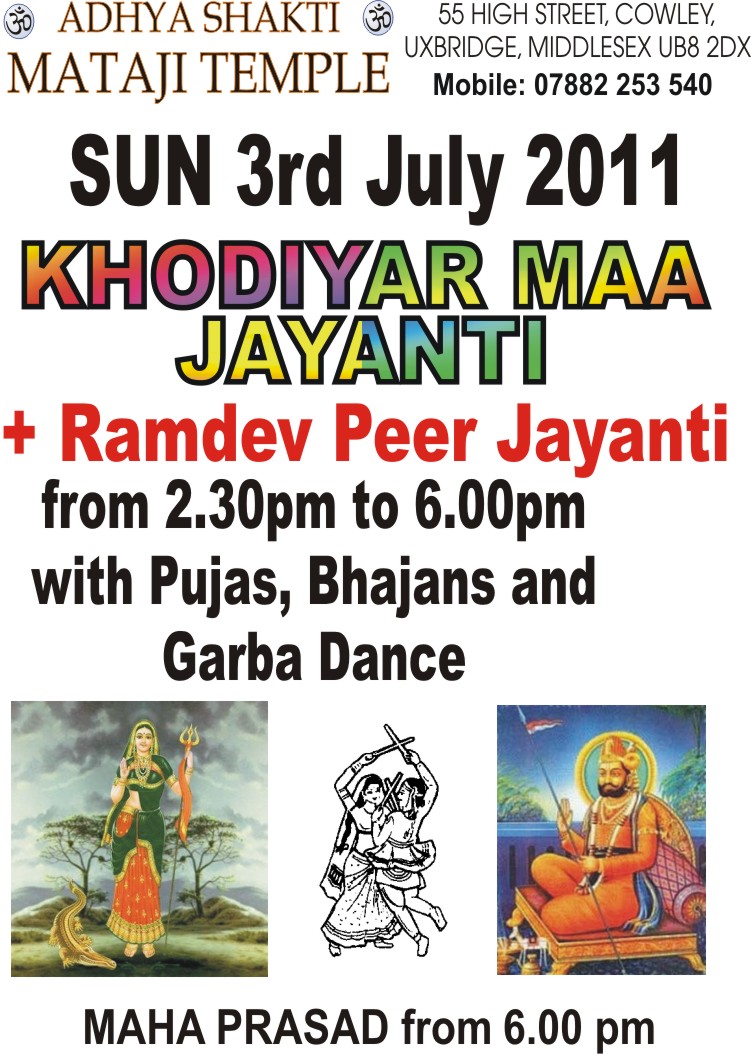 ॐ ADHYA SHAKTI ॐ
MATAJI TEMPLE
55 HIGH STREET, COWLEY,
UXBRIDGE, MIDDLESEX UB8 2DX
Mobile: 07882 253 540
SUN 3rd July 2011
KHODIYAR MAA
JAYANTI
+ Ramdev Peer Jayanti
from 2.30pm to 6.00pm
with Pujas, Bhajans and
Garba Dance
MAHA PRASAD from 6.00 pm